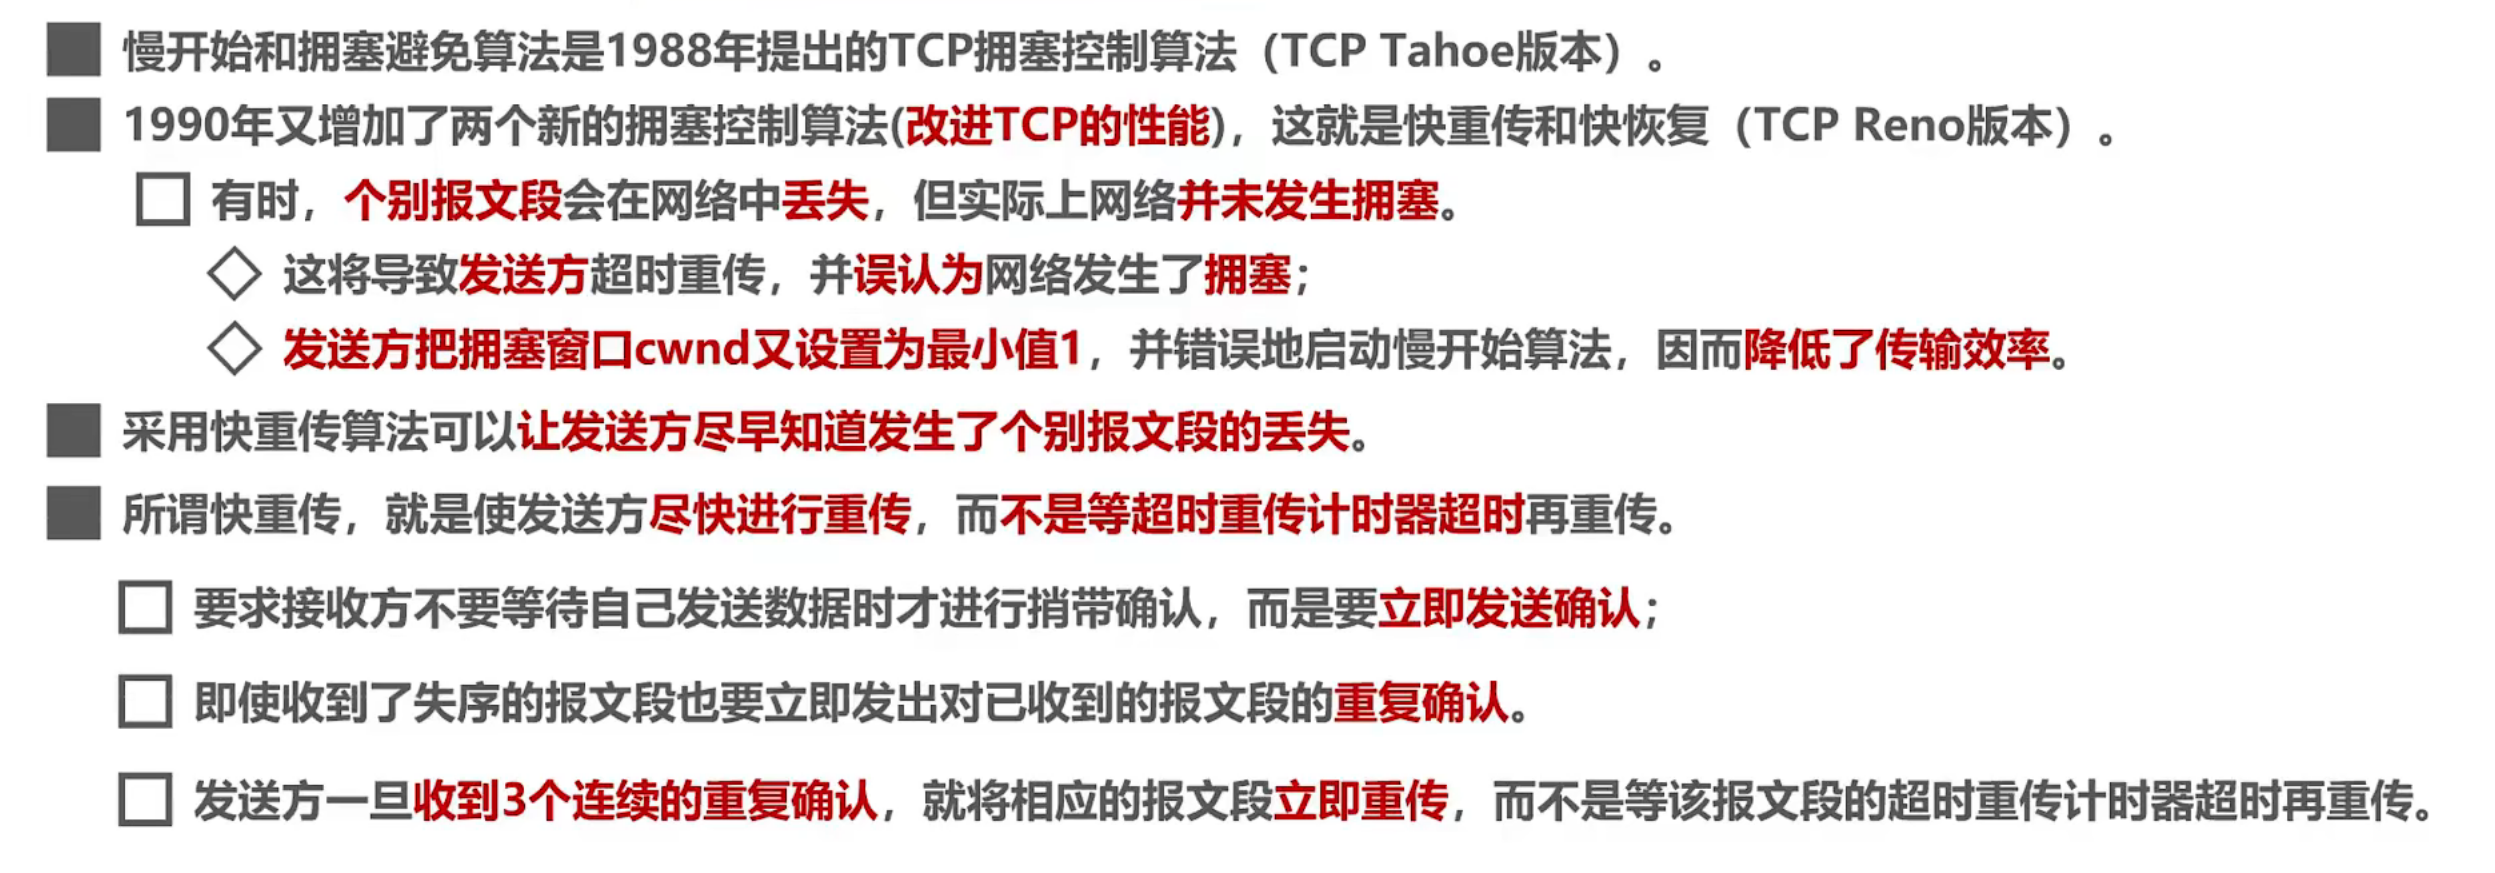 慢开始和拥塞避免算法是1988年提出的TCP拥塞控制算法（TCP Tahoe版本）。
1990年又增加了两个新的拥塞控制算法(改进TCP的性能)，这就是快重传和快恢复（TCP Reno版本）。
有时，个别报文段会在网络中丢失，但实际上网络并未发生拥塞。
这将导致发送方超时重传，并误认为网络发生了拥塞；
发送方把拥塞窗口cwnd又设置为最小值1，并错误地启动慢开始算法，因而降低了传输效率。
采用快重传算法可以让发送方尽早知道发生了个别报文段的丢失。
所谓快重传，就是使发送方尽快进行重传，而不是等超时重传计时器超时再重传。
要求接收方不要等待自己发送数据时才进行捎带确认，而是要立即发送确认；
即使收到了失序的报文段也要立即发出对已收到的报文段的重复确认。
发送方一旦收到3个连续的重复确认，就将相应的报文段立即重传，而不是等该报文段的超时重传计时器超时再重传。